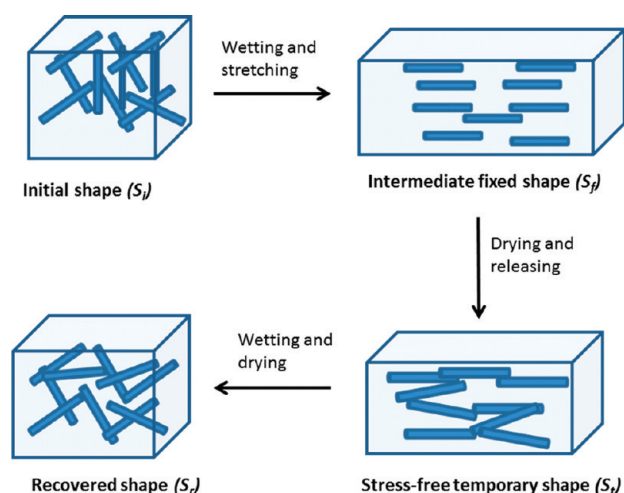 Wetting and
stretching
Initial shape (Si)
Intermediate fixed shape (Sf)
Drying and
releasing
Wetting and
drying
Recovered shape (Sr)
Stress-free temporary shape (St)